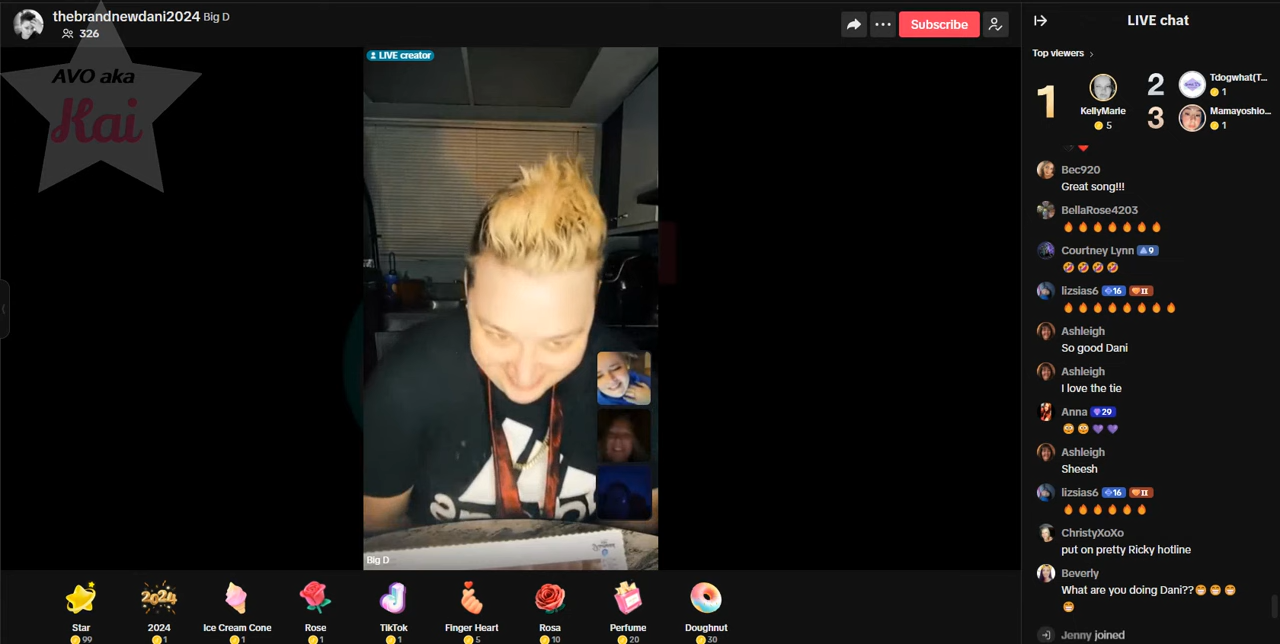 thebrandnewdani2024 Big D
326
Subscribe
LIVE chat
AVO aka
Kai
LIVE creator
Big D
Top viewers
1
KellyMarie
5
2
Tdogwhat(T...
1
3
Mamayoshio...
1
Bec920
Great song!!!
BellaRose4203
🔥🔥🔥🔥🔥🔥🔥
Courtney Lynn 9
🤣🤣🤣🤣
lizsias6 16 II
🔥🔥🔥🔥🔥🔥🔥🔥
Ashleigh
So good Dani
Ashleigh
I love the tie
Anna 29
😳😳💜💜
Ashleigh
Sheesh
lizsias6 16 II
🔥🔥🔥🔥🔥🔥
ChristyXoXo
put on pretty Ricky hotline
Beverly
What are you doing Dani??😁😁😁
😁
Jenny joined
Star
99
2024
2024
1
Ice Cream Cone
1
Rose
1
TikTok
1
Finger Heart
5
Rosa
10
Perfume
20
Doughnut
30